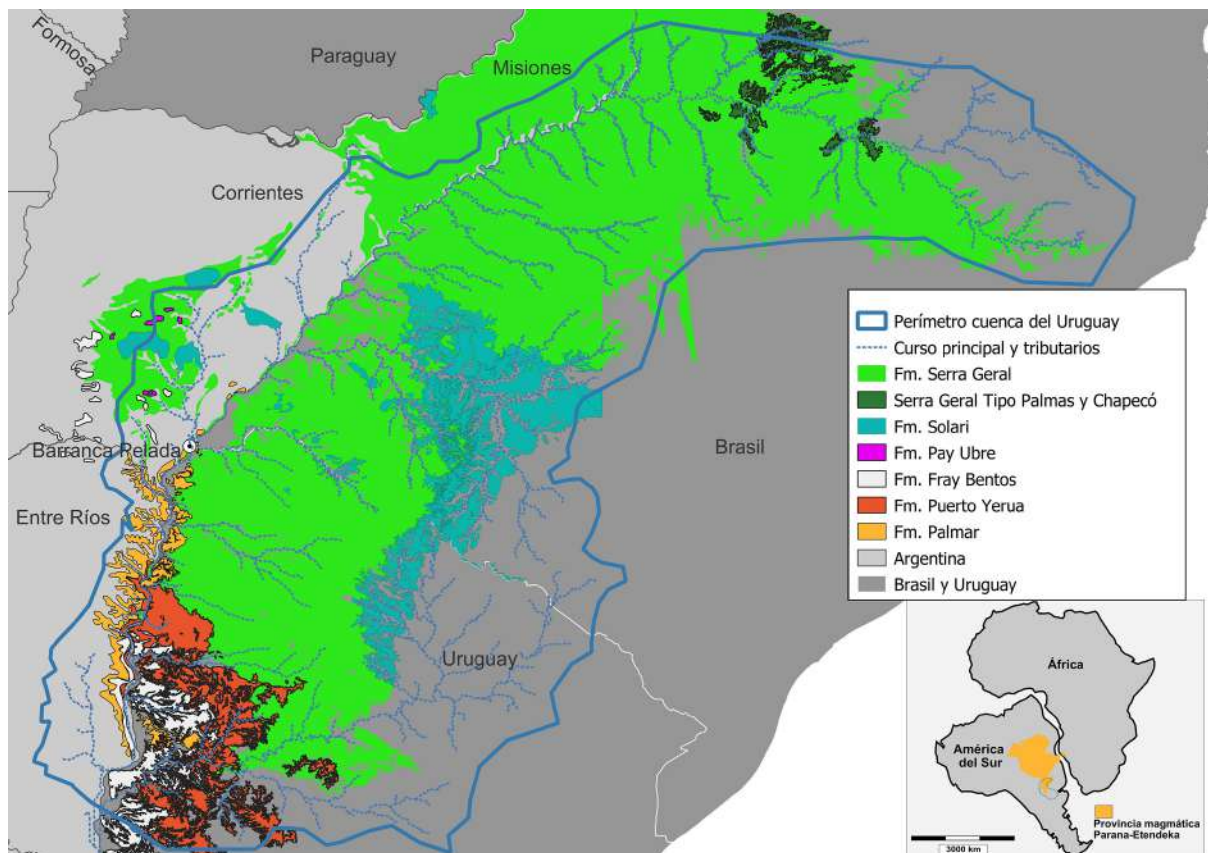 Formosa
Paraguay
Misiones
Corrientes
Barranca Pelada
Entre Ríos
Brasil
Uruguay
Perímetro cuenca del Uruguay
Curso principal y tributarios
Fm. Serra Geral
Serra Geral Tipo Palmas y Chapecó
Fm. Solari
Fm. Pay Ubre
Fm. Fray Bentos
Fm. Puerto Yerua
Fm. Palmar
Argentina
Brasil y Uruguay
África
América
del Sur
Provincia magmática
Parana-Etendeka
3000 km